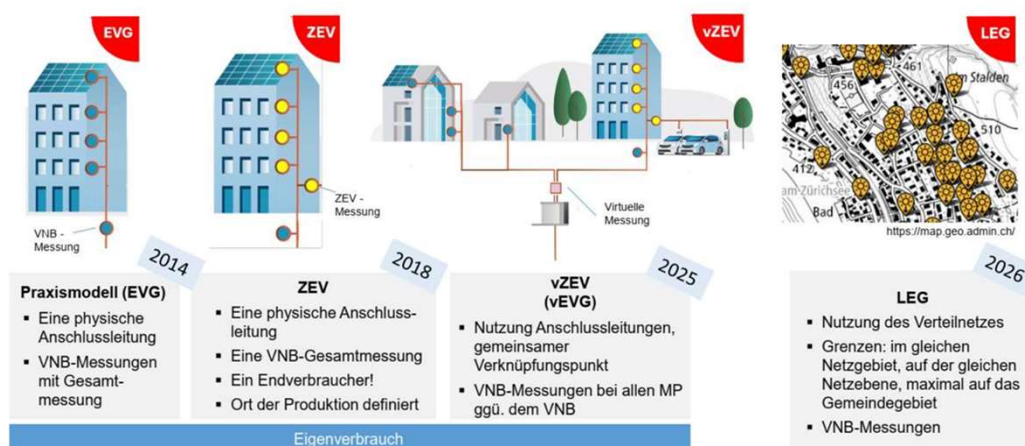 EVG
ZEV
vZEV
LEG
VNB -
Messung
ZEV -
Messung
Virtuelle
Messung
461
m Stalden
456
510
412
am Zürichsee
Bad
https://map.geo.admin.ch/
2014
2018
2025
2026
Praxismodell (EVG)
▪ Eine physische
Anschlussleitung
▪ VNB-Messungen
mit Gesamt-
messung
ZEV
▪ Eine physische Anschluss-
leitung
▪ Eine VNB-Gesamtmessung
▪ Ein Endverbraucher!
▪ Ort der Produktion definiert
vZEV
(vEVG)
▪ Nutzung Anschlussleitungen,
gemeinsamer
Verknüpfungspunkt
▪ VNB-Messungen bei allen MP
ggü. dem VNB
LEG
▪ Nutzung des Verteilnetzes
▪ Grenzen: im gleichen
Netzgebiet, auf der gleichen
Netzebene, maximal auf das
Gemeindegebiet
▪ VNB-Messungen
Eigenverbrauch